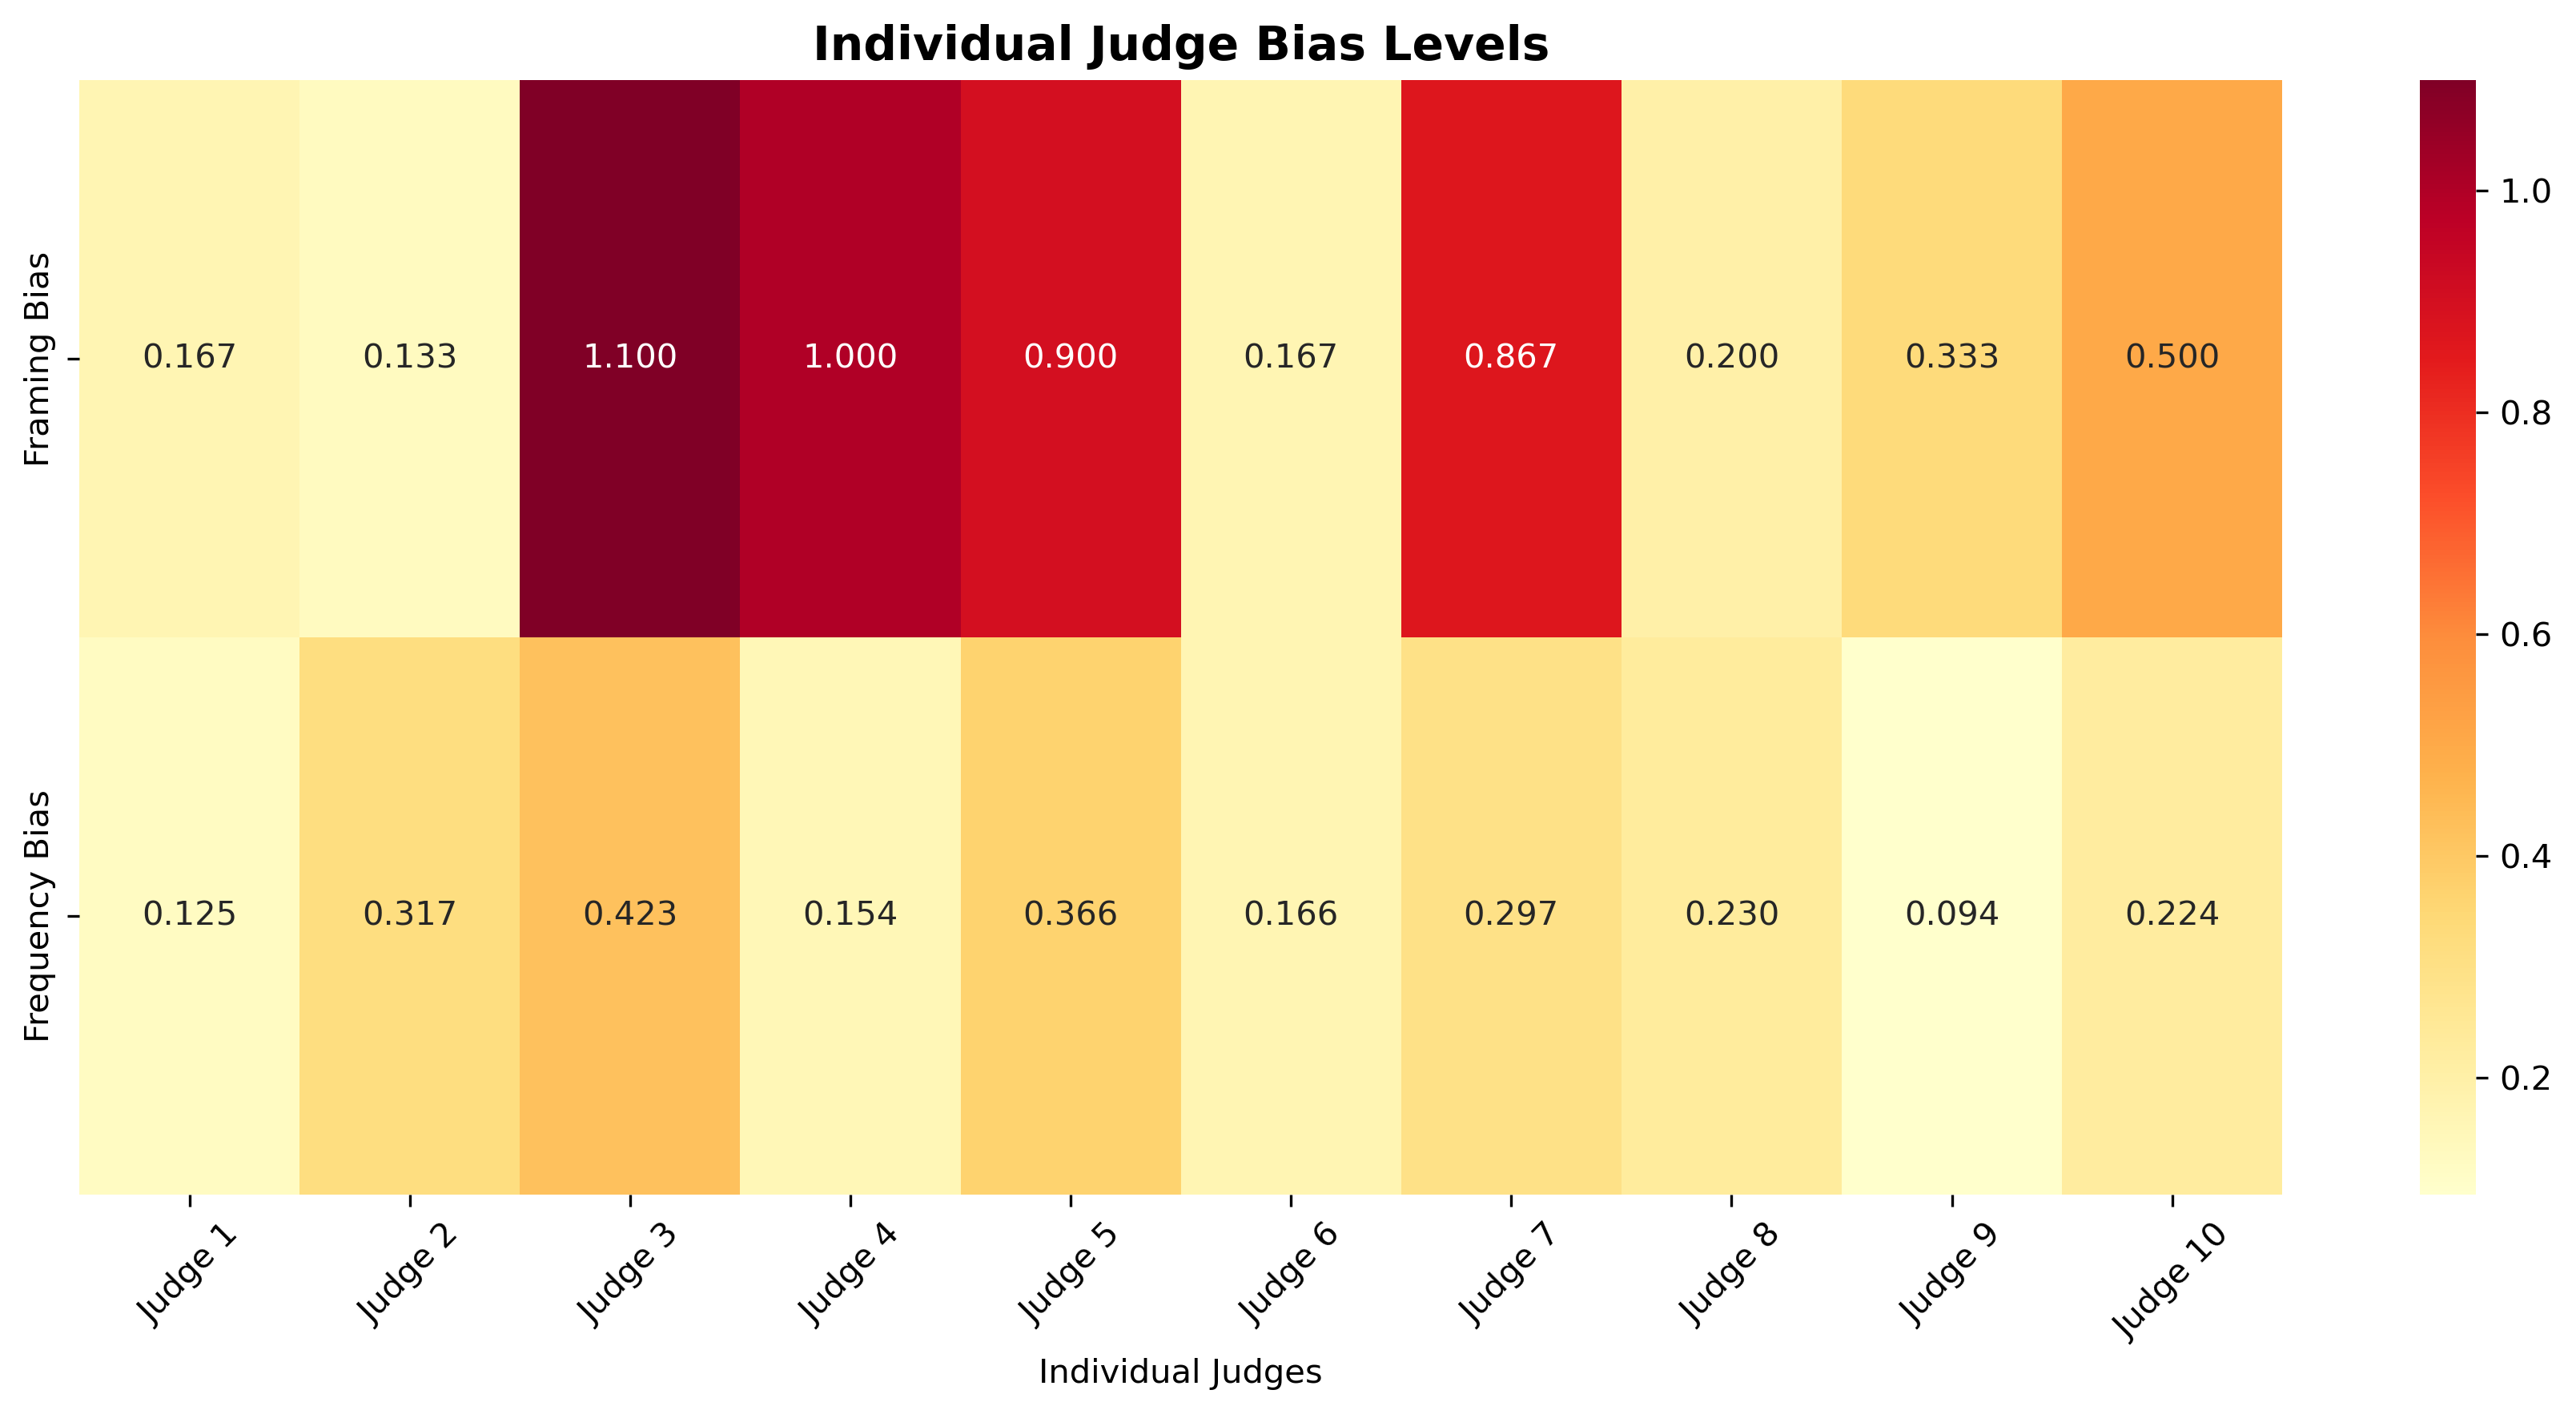 Individual Judge Bias Levels
Framing Bias
0.167 0.133 1.100 1.000 0.900 0.167 0.867 0.200 0.333 0.500
Frequency Bias
0.125 0.317 0.423 0.154 0.366 0.166 0.297 0.230 0.094 0.224
Judge 1 Judge 2 Judge 3 Judge 4 Judge 5 Judge 6 Judge 7 Judge 8 Judge 9 Judge 10
Individual Judges
1.0
0.8
0.6
0.4
0.2